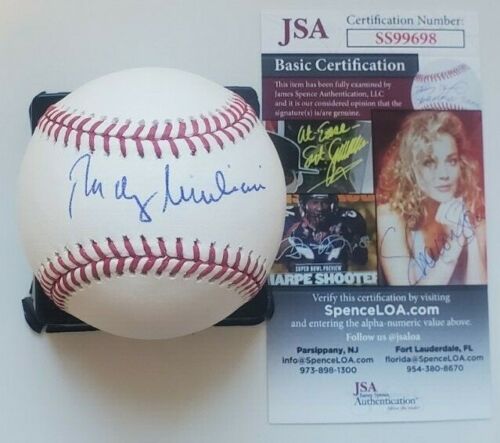 Rudy Giuliani
JSA
Certification Number:
SS99698
Basic Certification
This item has been fully examined by
James Spence Authentication, LLC
and it is our considered opinion that the
signature(s) is/are genuine.
SUPER BOWL PREVIEW
HARPE SHOOTER
Verify this certification by visiting
SpenceLOA.com
and entering the alpha-numeric value above.
Follow us @jsaloa
Parsippany, NJ
info@SpenceLOA.com
973-898-1300
Fort Lauderdale, FL
florida@SpenceLOA.com
954-380-8670
JSA
James Spence
Authentication